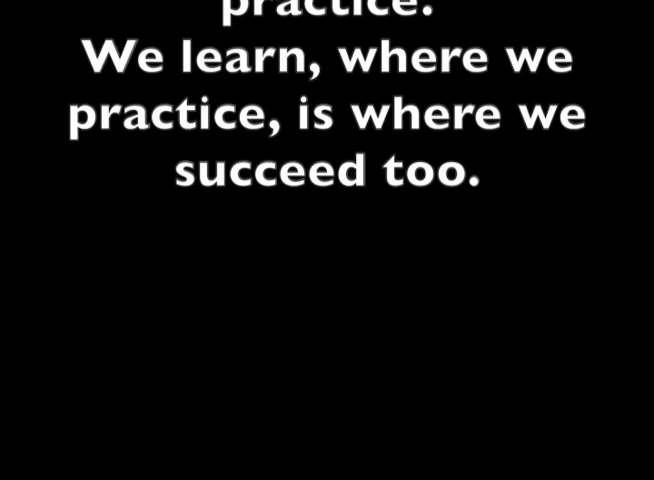 practice.
We learn, where we
practice, is where we
succeed too.